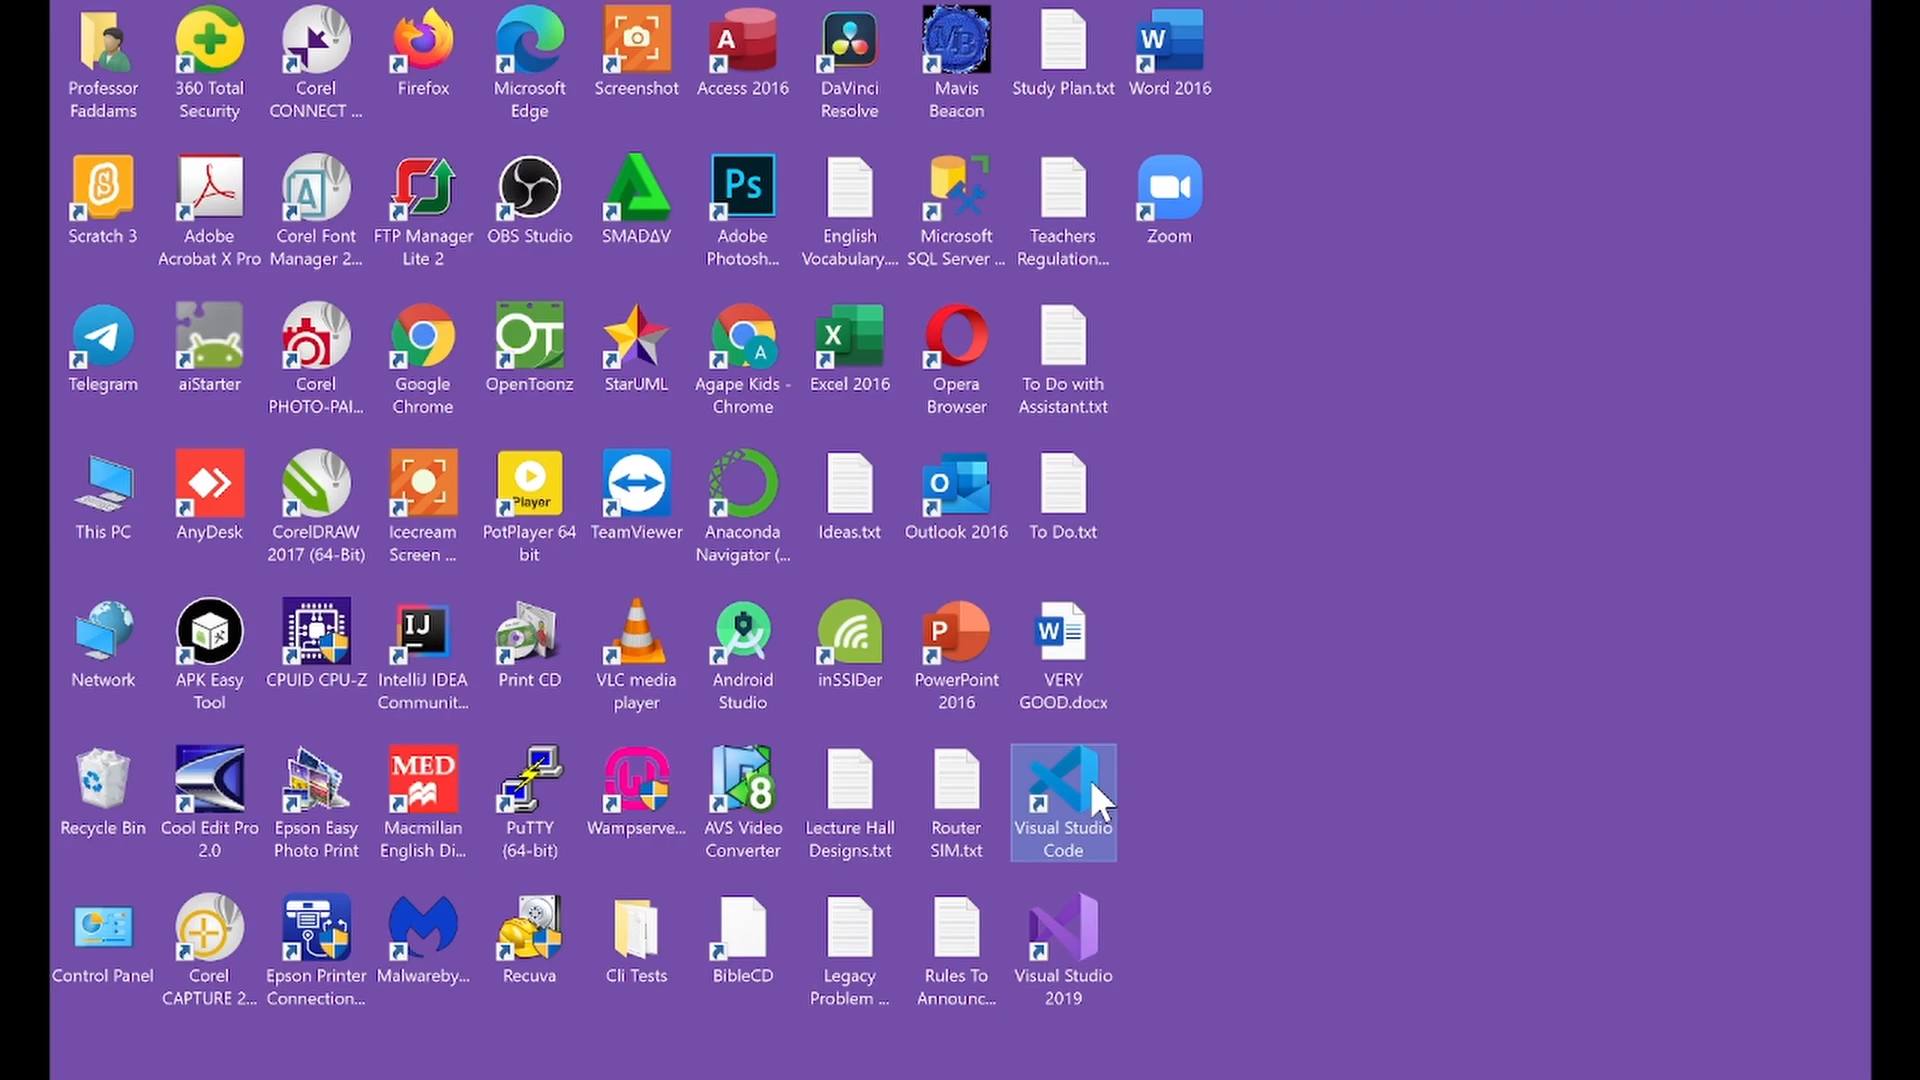 Professor
Faddams
360 Total
Security
Corel
CONNECT ...
Firefox
Microsoft
Edge
Screenshot
A
Access 2016
DaVinci
Resolve
MB
Mavis
Beacon
Study Plan.txt
W
Word 2016
S
Scratch 3
Adobe
Acrobat X Pro
A
Corel Font
Manager 2...
FTP Manager
Lite 2
OBS Studio
SMADΔV
Ps
Adobe
Photosh...
English
Vocabulary....
Microsoft
SQL Server ...
Teachers
Regulation...
Zoom
Telegram
aiStarter
Corel
PHOTO-PAI...
Google
Chrome
OT
OpenToonz
StarUML
A
Agape Kids -
Chrome
X
Excel 2016
Opera
Browser
To Do with
Assistant.txt
This PC
AnyDesk
CorelDRAW
2017 (64-Bit)
Icecream
Screen ...
Player
PotPlayer 64
bit
TeamViewer
Anaconda
Navigator (...
Ideas.txt
O
Outlook 2016
To Do.txt
Network
APK Easy
Tool
CPUID CPU-Z
IJ
IntelliJ IDEA
Communit...
Print CD
VLC media
player
Android
Studio
inSSIDer
P
PowerPoint
2016
W
VERY
GOOD.docx
Recycle Bin
Cool Edit Pro
2.0
Epson Easy
Photo Print
MED
Macmillan
English Di...
PuTTY
(64-bit)
Wampserve...
8
AVS Video
Converter
Lecture Hall
Designs.txt
Router
SIM.txt
Visual Studio
Code
Control Panel
Corel
CAPTURE 2...
Epson Printer
Connection...
Malwareby...
Recuva
Cli Tests
BibleCD
Legacy
Problem ...
Rules To
Announc...
Visual Studio
2019